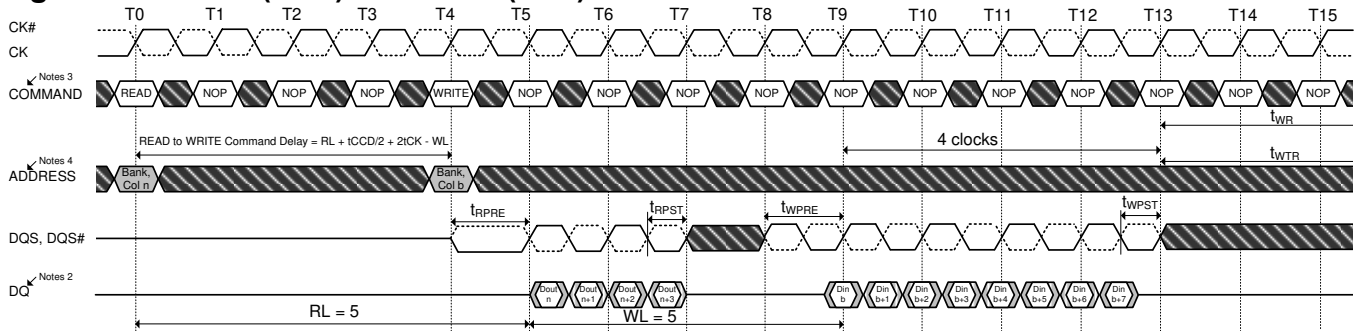 T0 T1 T2 T3 T4 T5 T6 T7 T8 T9 T10 T11 T12 T13 T14 T15
CK#
CK
Notes 3
COMMAND READ NOP NOP NOP WRITE NOP NOP NOP NOP NOP NOP NOP NOP NOP NOP NOP
tWR
READ to WRITE Command Delay = RL + tCCD/2 + 2tCK - WL
4 clocks
tWTR
Notes 4
ADDRESS
Bank,
Col n
Bank,
Col b
tRPRE tRPST tWPRE tWPST
DQS, DQS#
Notes 2
DQ
Dout
n
Dout
n+1
Dout
n+2
Dout
n+3
Din
b
Din
b+1
Din
b+2
Din
b+3
Din
b+4
Din
b+5
Din
b+6
Din
b+7
RL = 5 WL = 5